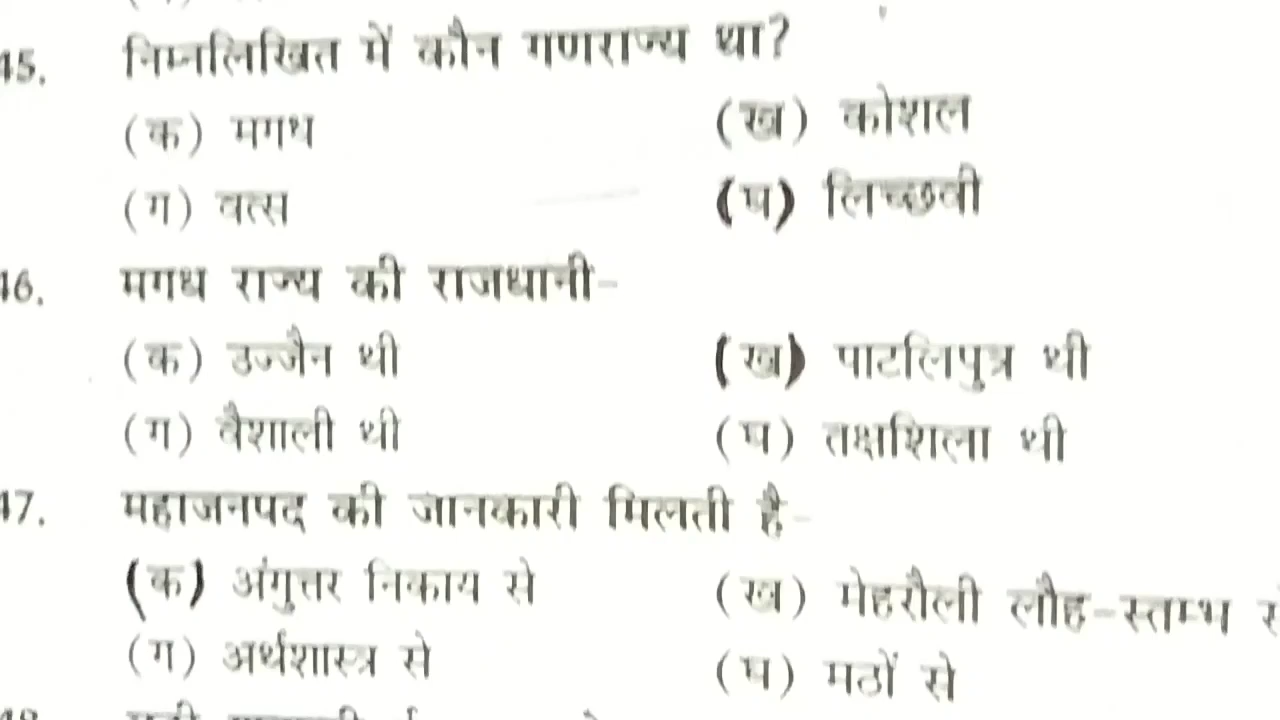 45. निम्नलिखित में कौन गणराज्य था?
(क) मगध (ख) कोशल
(ग) वत्स (घ) लिच्छवी
46. मगध राज्य की राजधानी-
(क) उज्जैन थी (ख) पाटलिपुत्र थी
(ग) वैशाली थी (घ) तक्षशिला थी
47. महाजनपद की जानकारी मिलती है-
(क) अंगुत्तर निकाय से (ख) मेहरौली लौह-स्तम्भ
(ग) अर्थशास्त्र से (घ) मठों से